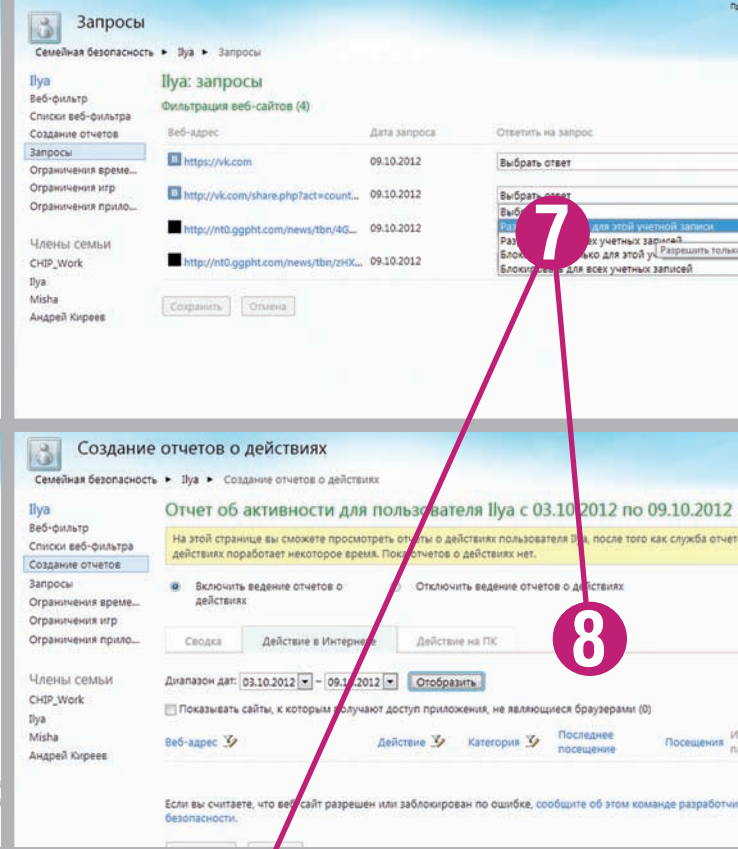 Запросы
Семейная безопасность ▸ Ilya ▸ Запросы
Ilya
Веб-фильтр
Списки веб-фильтра
Создание отчетов
Запросы
Ограничения време...
Ограничения игр
Ограничения прило...
Члены семьи
CHIP_Work
Ilya
Misha
Андрей Киреев
Ilya: запросы
Фильтрация веб-сайтов (4)
Веб-адрес Дата запроса Ответить на запрос
https://vk.com 09.10.2012 Выбрать ответ
http://vk.com/share.php?act=count... 09.10.2012 Выбрать ответ
http://nt0.ggpht.com/news/tbn/4G... 09.10.2012
http://nt0.ggpht.com/news/tbn/zHX... 09.10.2012
для этой учетной записи
учетных записей
Разрешить только
для этой
Блокировать для всех учетных записей
Сохранить Отмена
7
Создание отчетов о действиях
Семейная безопасность ▸ Ilya ▸ Создание отчетов о действиях
Ilya
Веб-фильтр
Списки веб-фильтра
Создание отчетов
Запросы
Ограничения време...
Ограничения игр
Ограничения прило...
Члены семьи
CHIP_Work
Ilya
Misha
Андрей Киреев
Отчет об активности для пользователя Ilya с 03.10.2012 по 09.10.2012
На этой странице вы сможете просмотреть отчеты о действиях пользователя Ilya, после того как служба
действиях поработает некоторое время. Пока отчетов о действиях нет.
Включить ведение отчетов о действиях Отключить ведение отчетов о действиях
Сводка Действие в Интернете Действие на ПК
8
Диапазон дат: 03.10.2012 – 09.10.2012 Отобразить
Показывать сайты, к которым получают доступ приложения, не являющиеся браузерами (0)
Веб-адрес Действие Категория Последнее посещение Посещения
Если вы считаете, что веб-сайт разрешен или заблокирован по ошибке, сообщите об этом команде
безопасности.